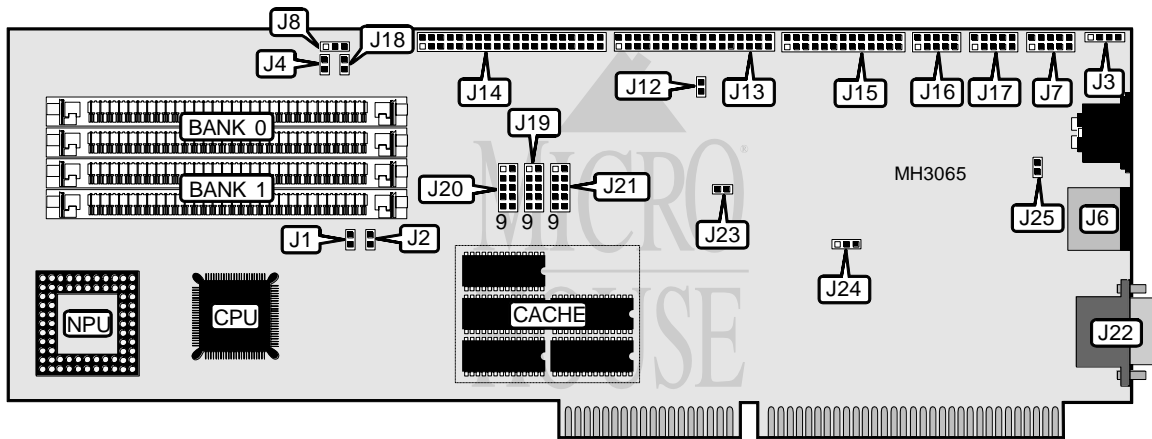 J8
J18
J4
J14
J12
J13
J15
J16
J17
J7
J3
BANK 0
J19
BANK 1
J20
J21
MH3065
9 9 9
J23
J25
J6
J1
J2
J24
NPU
CPU
CACHE
J22
MICRO
HOUSE
®